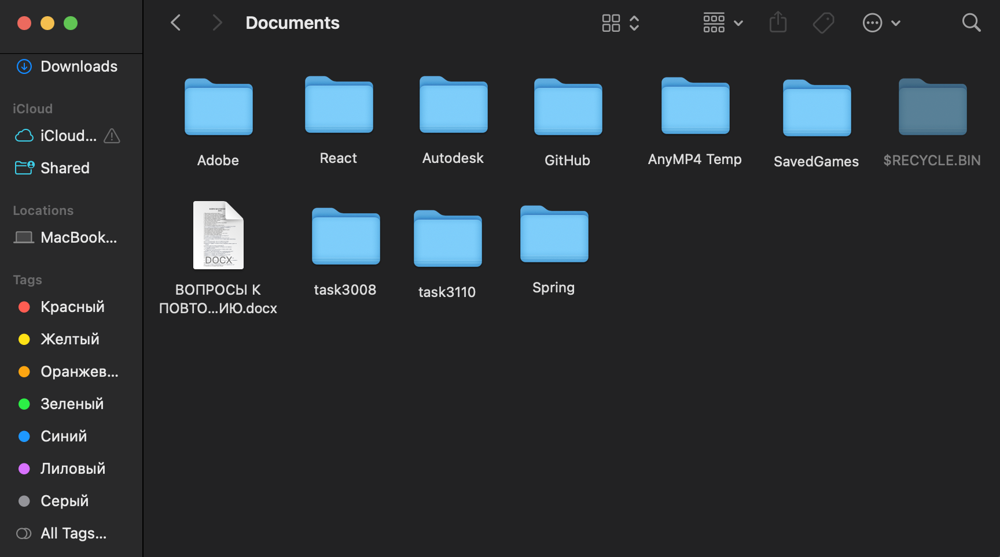 Documents
Downloads
iCloud
iCloud...
Shared
Locations
MacBook...
Tags
Красный
Желтый
Оранжев...
Зеленый
Синий
Лиловый
Серый
All Tags...
Adobe
React
Autodesk
GitHub
AnyMP4 Temp
SavedGames
$RECYCLE.BIN
DOCX
ВОПРОСЫ К
ПОВТО...ИЮ.docx
task3008
task3110
Spring